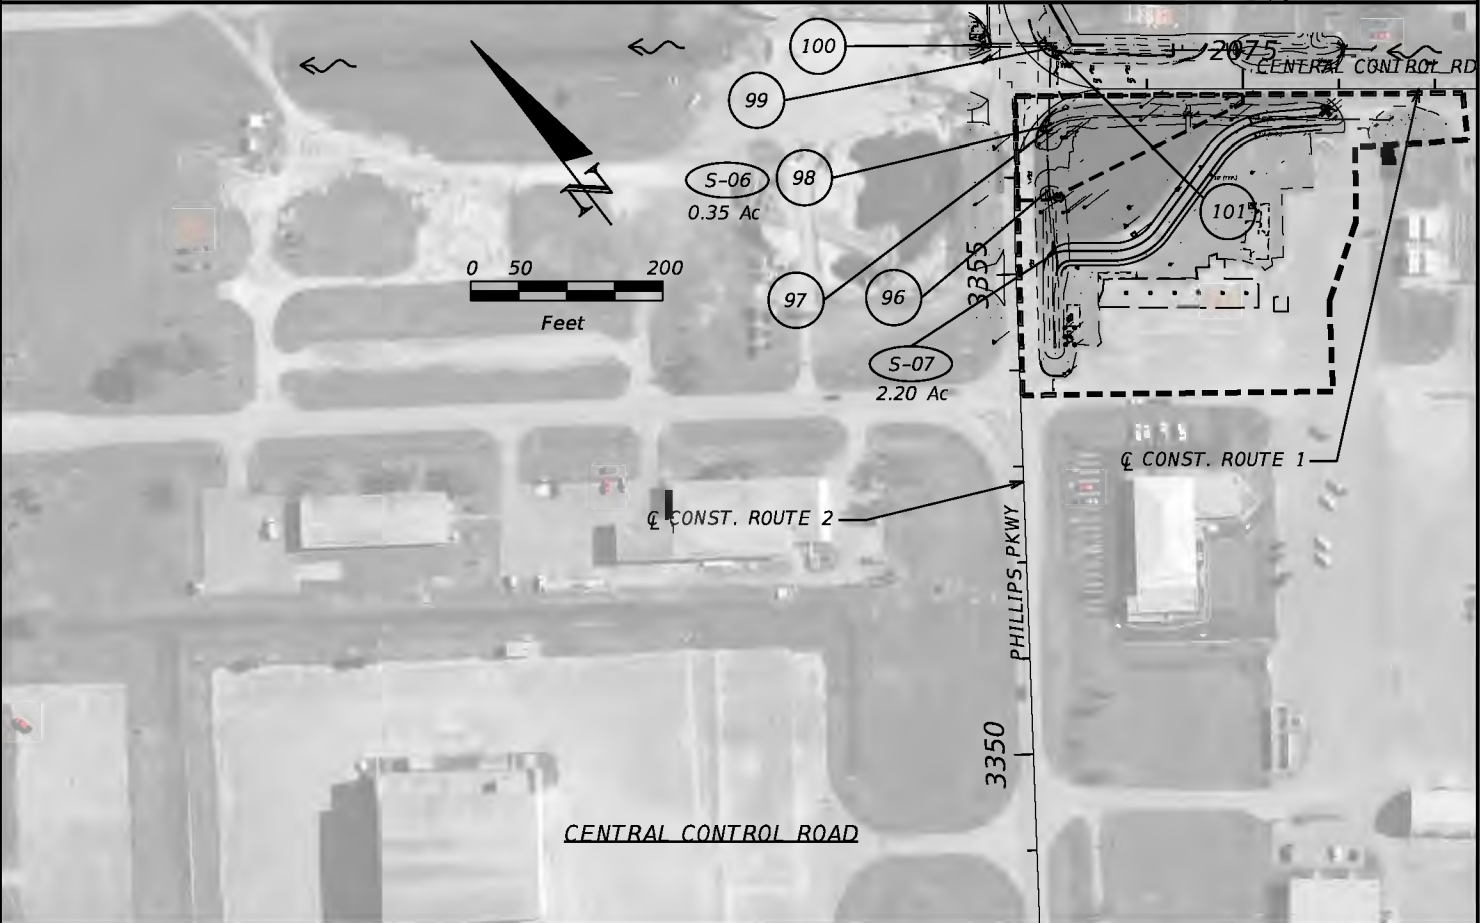 100
2075
CENTRAL CONTROL RD
99
S-06
98
0.35 Ac
101
0 50 200
Feet
3355
97
96
S-07
2.20 Ac
℄ CONST. ROUTE 1
℄ CONST. ROUTE 2
PHILLIPS PKWY
3350
CENTRAL CONTROL ROAD
N